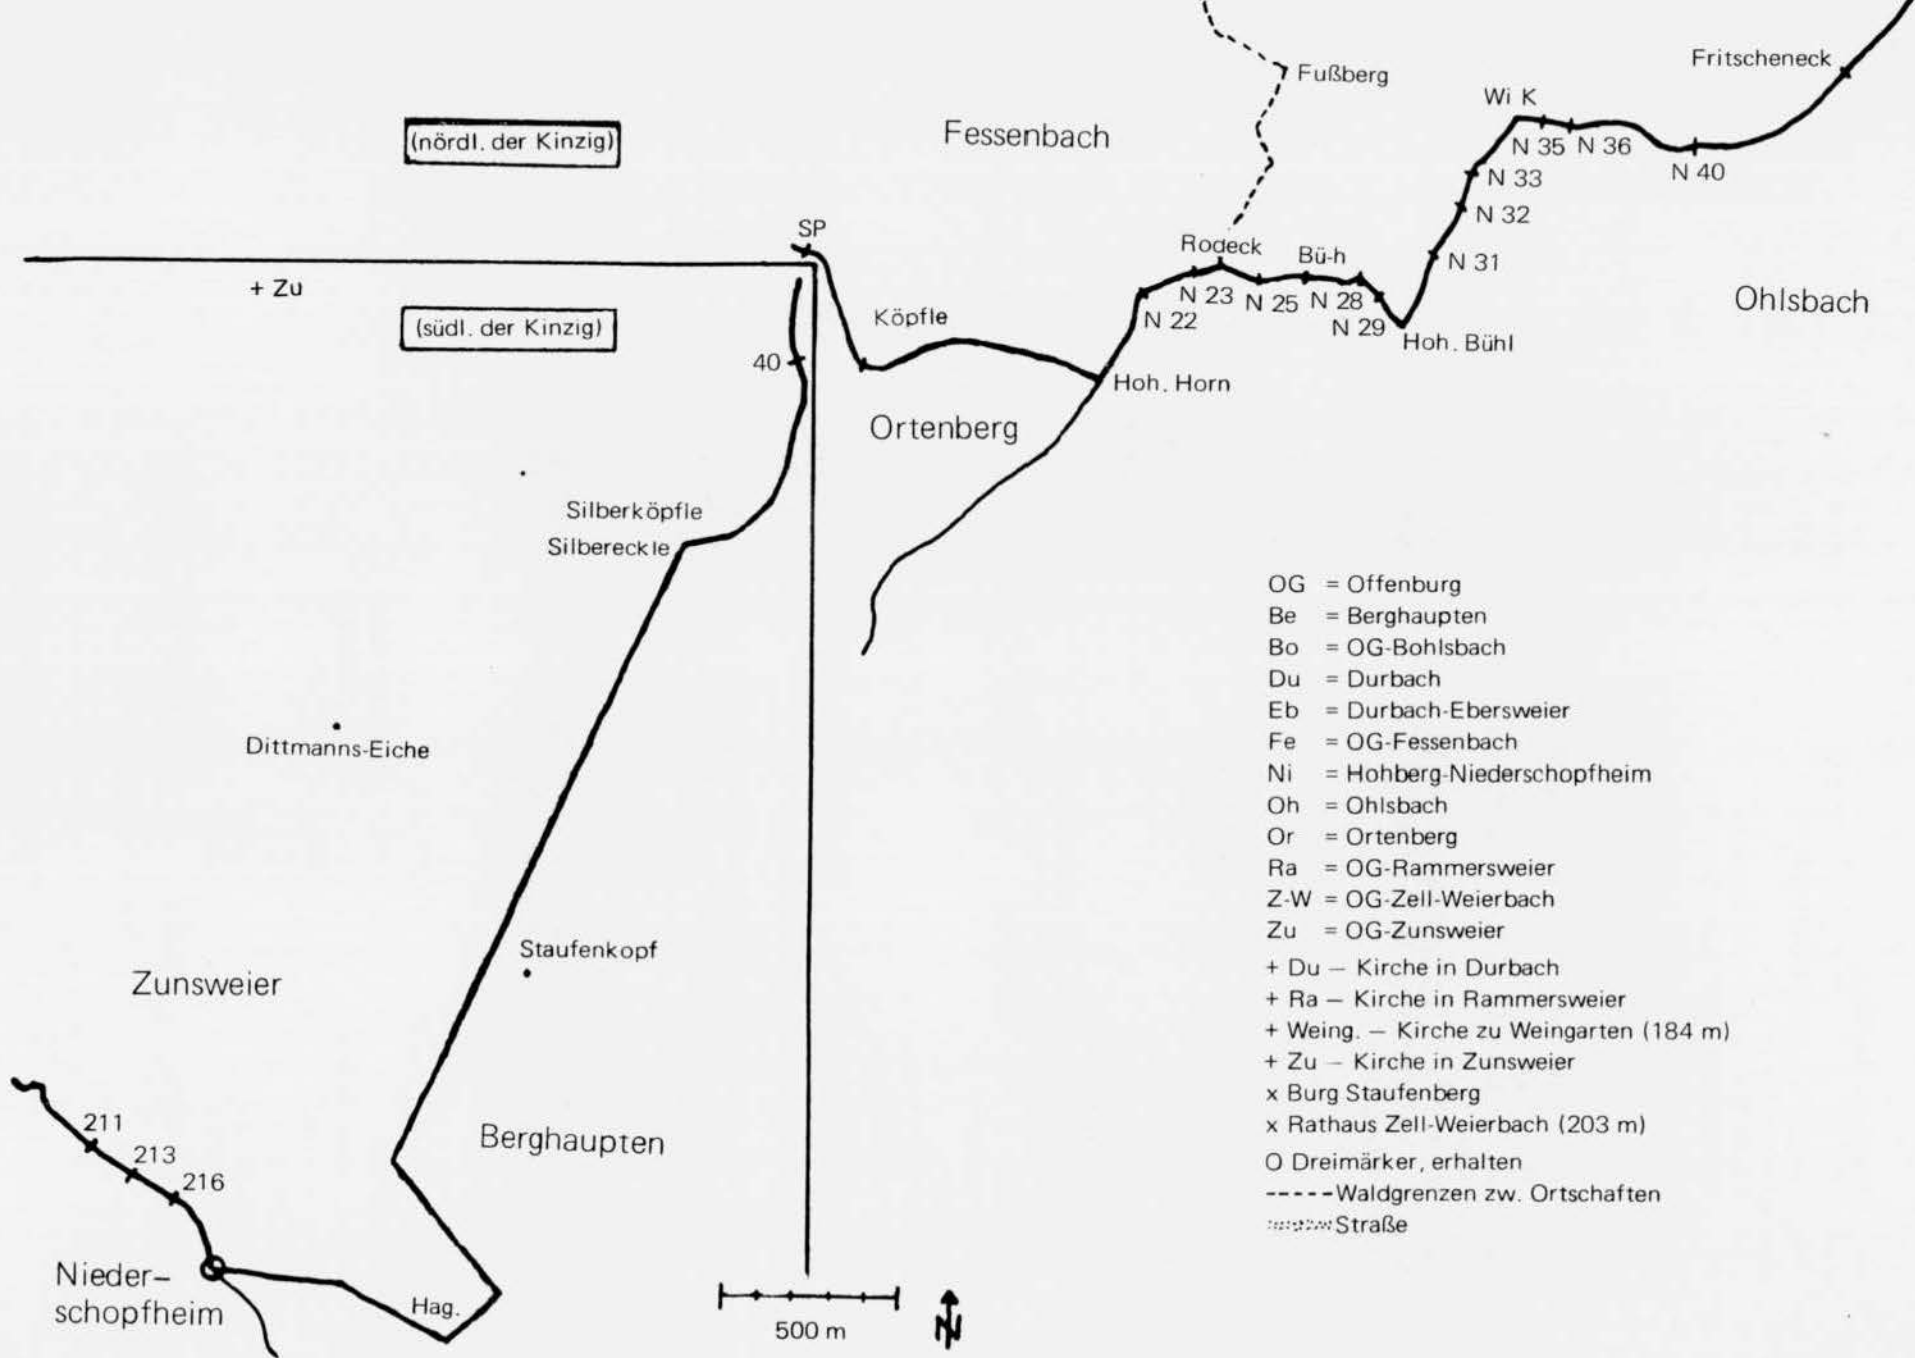 Fritscheneck
Fußberg
Wi K
(nördl. der Kinzig)
Fessenbach
N 35 N 36
N 40
N 33
N 32
SP
Rodeck
Bü-h
N 31
+ Zu
N 23 N 25 N 28
Ohlsbach
(südl. der Kinzig)
Köpfle
N 22
N 29
Hoh. Bühl
40
Hoh. Horn
Ortenberg
Silberköpfle
Silbereckle
Dittmanns-Eiche
Staufenkopf
Zunsweier
211
213
216
Berghaupten
Nieder–
schopfheim
Hag.
500 m
N
OG = Offenburg
Be = Berghaupten
Bo = OG-Bohlsbach
Du = Durbach
Eb = Durbach-Ebersweier
Fe = OG-Fessenbach
Ni = Hohberg-Niederschopfheim
Oh = Ohlsbach
Or = Ortenberg
Ra = OG-Rammersweier
Z-W = OG-Zell-Weierbach
Zu = OG-Zunsweier
+ Du — Kirche in Durbach
+ Ra — Kirche in Rammersweier
+ Weing. — Kirche zu Weingarten (184 m)
+ Zu — Kirche in Zunsweier
x Burg Staufenberg
x Rathaus Zell-Weierbach (203 m)
O Dreimärker, erhalten
-----Waldgrenzen zw. Ortschaften
Straße